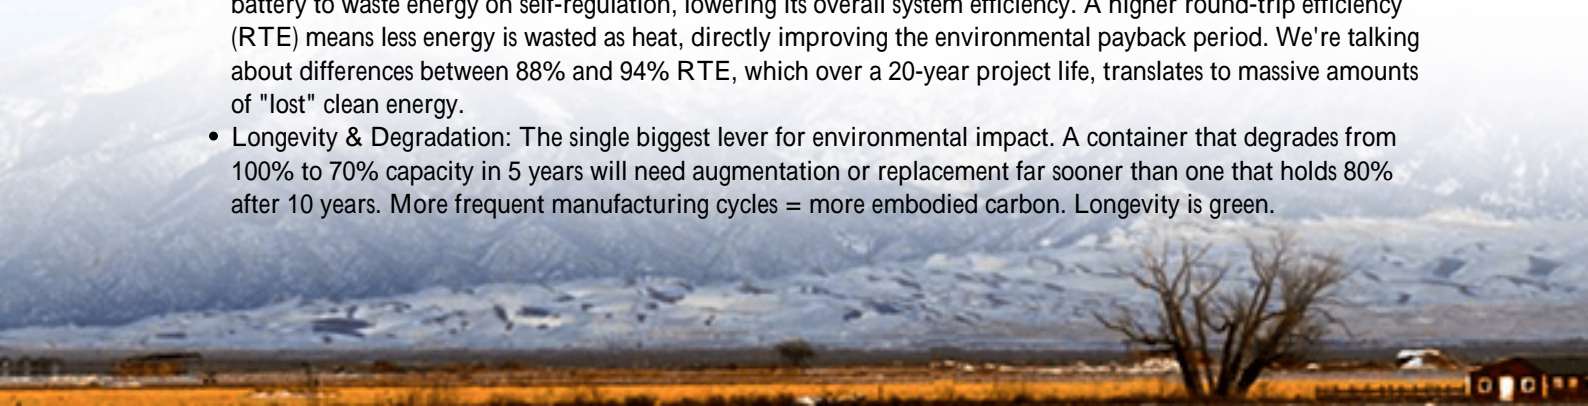 battery to waste energy on self-regulation, lowering its overall system efficiency. A higher round-trip efficiency
(RTE) means less energy is wasted as heat, directly improving the environmental payback period. We're talking
about differences between 88% and 94% RTE, which over a 20-year project life, translates to massive amounts
of "lost" clean energy.
• Longevity & Degradation: The single biggest lever for environmental impact. A container that degrades from
100% to 70% capacity in 5 years will need augmentation or replacement far sooner than one that holds 80%
after 10 years. More frequent manufacturing cycles = more embodied carbon. Longevity is green.